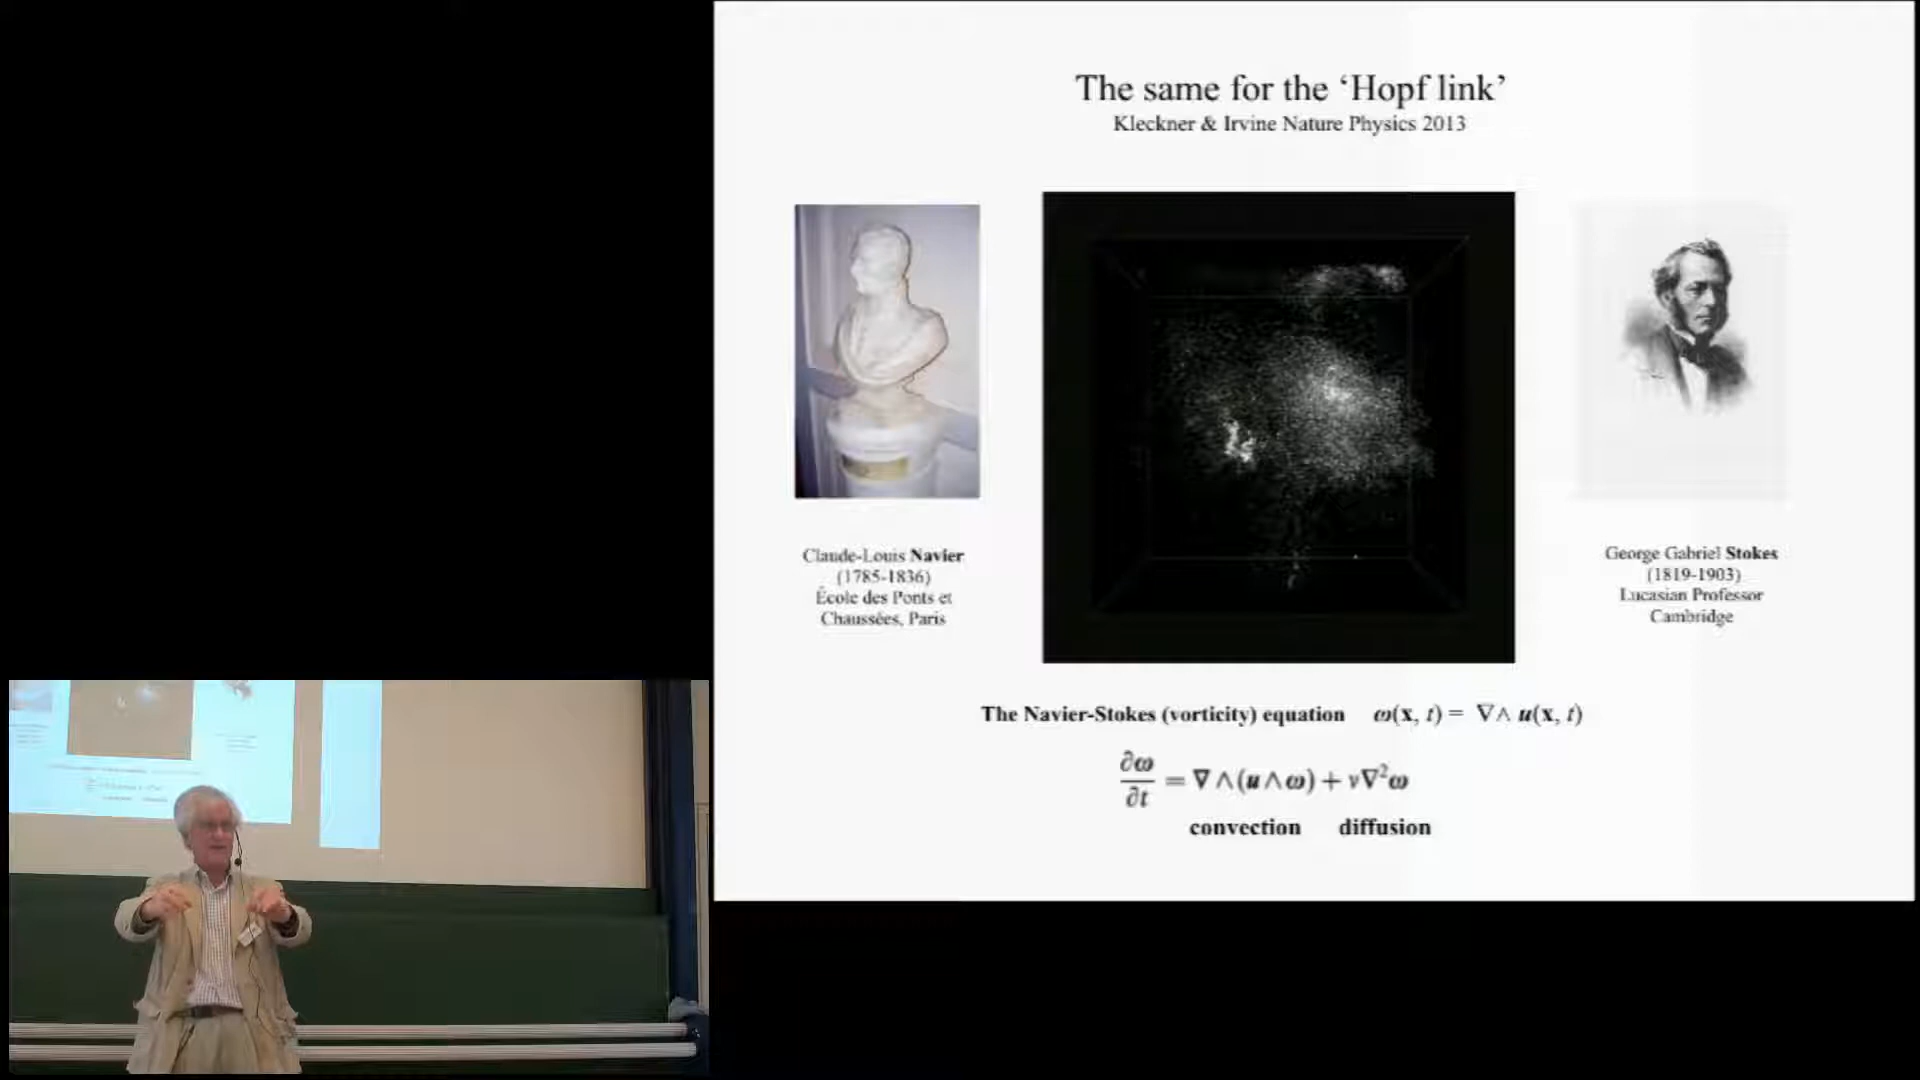 The same for the ‘Hopf link’
Kleckner & Irvine Nature Physics 2013
Claude-Louis Navier
(1785-1836)
École des Ponts et
Chaussées, Paris
George Gabriel Stokes
(1819-1903)
Lucasian Professor
Cambridge
The Navier-Stokes (vorticity) equation ω(x, t) = ∇∧ u(x, t)
∂ω/∂t = ∇∧(u∧ω) + ν∇²ω
convection diffusion